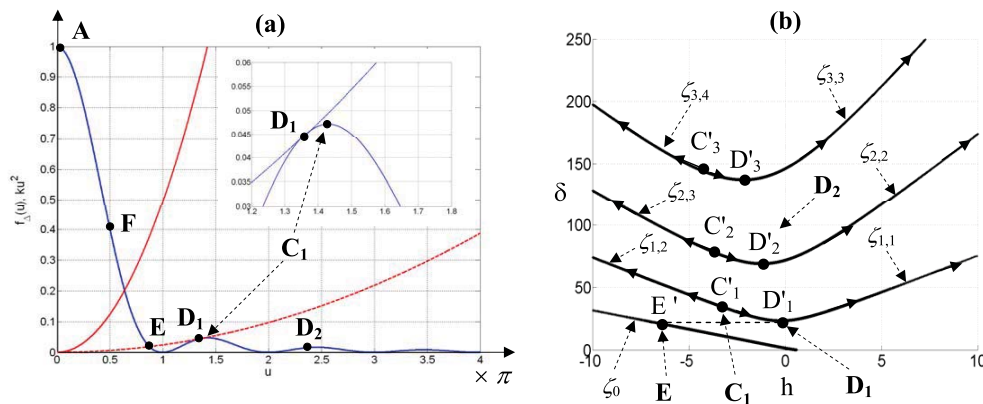 (a)
A
1
0.9
0.8
0.7
0.6
0.5
0.4
0.3
0.2
0.1
0
f_Δ(u), ku²
0.06
0.055
0.05
0.045
0.04
0.035
0.03
1.2 1.3 1.4 1.5 1.6 1.7 1.8
D₁
C₁
F
E
D₁
D₂
0 0.5 1 1.5 2 2.5 3 3.5 4
u
× π
(b)
250
200
150
100
50
0
δ
ζ₃,₄
ζ₃,₃
C'₃
D'₃
ζ₂,₂
D₂
ζ₂,₃
C'₂
D'₂
ζ₁,₂
ζ₁,₁
C'₁
D'₁
E'
-10 -5 0 5 10
ζ₀
E
C₁
h
D₁